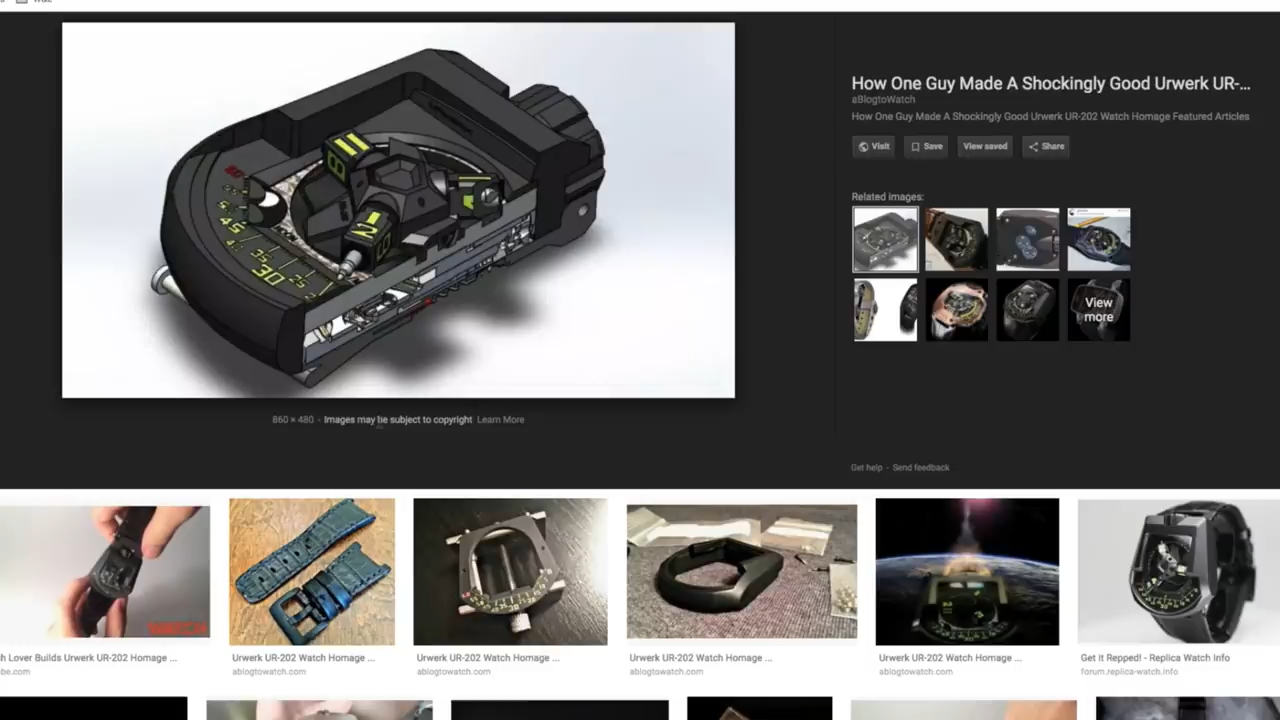 How One Guy Made A Shockingly Good Urwerk UR-...
aBlogtoWatch
How One Guy Made A Shockingly Good Urwerk UR-202 Watch Homage Featured Articles
Visit
Save
View saved
Share
Related images:
View
more
860 × 480 - Images may be subject to copyright Learn More
Get help - Send feedback
45
30
h Lover Builds Urwerk UR-202 Homage ...
be.com
Urwerk UR-202 Watch Homage ...
ablogtowatch.com
Urwerk UR-202 Watch Homage ...
ablogtowatch.com
Urwerk UR-202 Watch Homage ...
ablogtowatch.com
Urwerk UR-202 Watch Homage ...
ablogtowatch.com
Get it Repped! - Replica Watch Info
forum.replica-watch.info